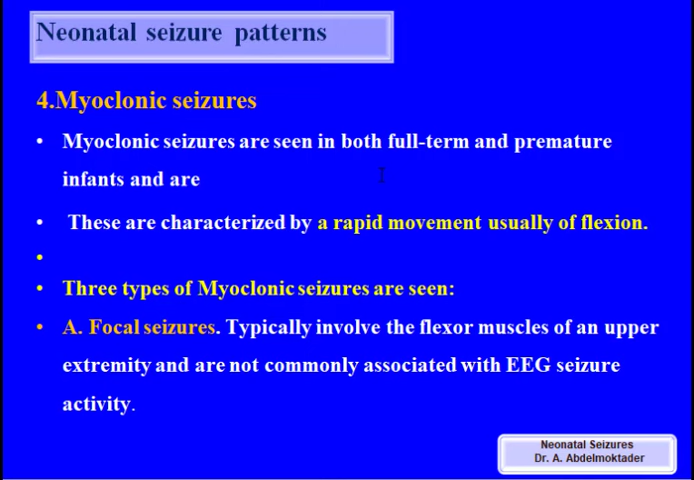 Neonatal seizure patterns
4.Myoclonic seizures
• Myoclonic seizures are seen in both full-term and premature
infants and are
• These are characterized by a rapid movement usually of flexion.
•
• Three types of Myoclonic seizures are seen:
• A. Focal seizures. Typically involve the flexor muscles of an upper
extremity and are not commonly associated with EEG seizure
activity.
Neonatal Seizures
Dr. A. Abdelmoktader